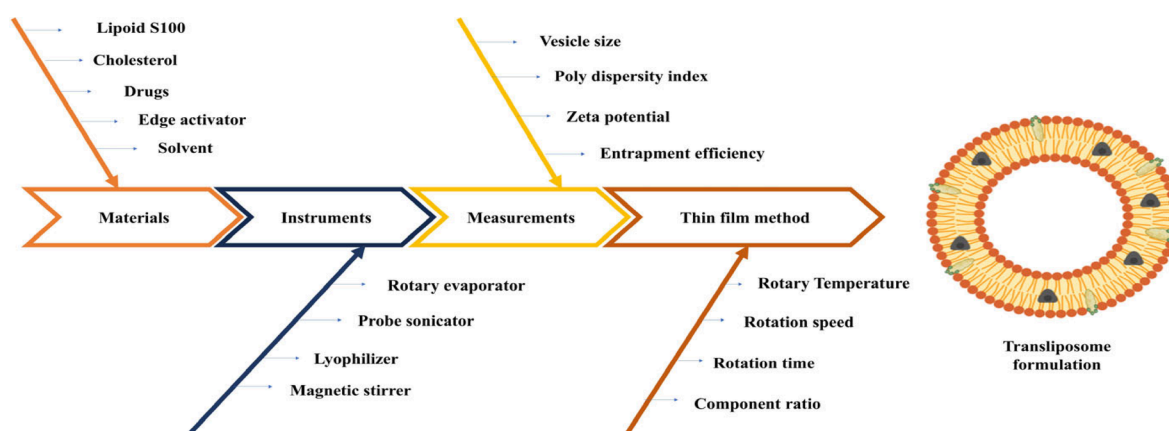 Lipoid S100
Cholesterol
Drugs
Edge activator
Solvent
Vesicle size
Poly dispersity index
Zeta potential
Entrapment efficiency
Materials
Instruments
Measurements
Thin film method
Rotary evaporator
Probe sonicator
Lyophilizer
Magnetic stirrer
Rotary Temperature
Rotation speed
Rotation time
Component ratio
Transliposome
formulation